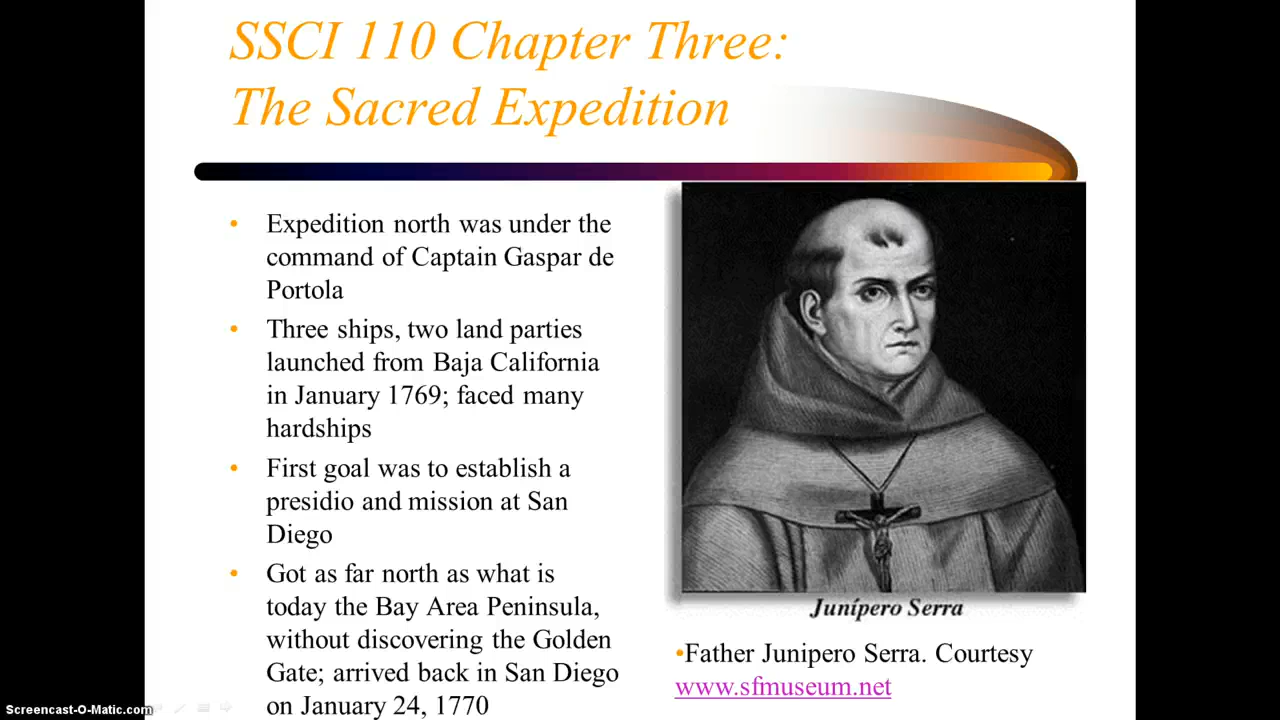 SSCI 110 Chapter Three:
The Sacred Expedition
• Expedition north was under the
command of Captain Gaspar de
Portola
• Three ships, two land parties
launched from Baja California
in January 1769; faced many
hardships
• First goal was to establish a
presidio and mission at San
Diego
• Got as far north as what is
today the Bay Area Peninsula,
without discovering the Golden
Gate; arrived back in San Diego
on January 24, 1770
Junípero Serra
•Father Junipero Serra. Courtesy
www.sfmuseum.net
Screencast-O-Matic.com